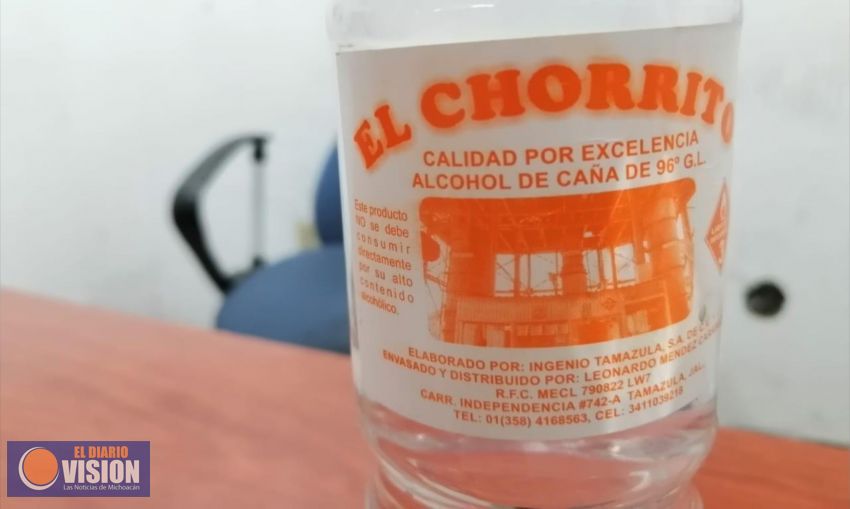 EL CHORRITO
CALIDAD POR EXCELENCIA
ALCOHOL DE CAÑA DE 96º G.L.
Este producto
NO se debe
consumir
directamente
por su alto
contenido
alcohólico.
ELABORADO POR: INGENIO TAMAZULA, S.A. DE C.V.
ENVASADO Y DISTRIBUIDO POR: LEONARDO MENDEZ
R.F.C. MECL 790822 LW7
CARR. INDEPENDENCIA #742-A TAMAZULA, JAL.
TEL: 01(358) 4168563, CEL: 3411039218
EL DIARIO
VISION
Las Noticias de Michoacán